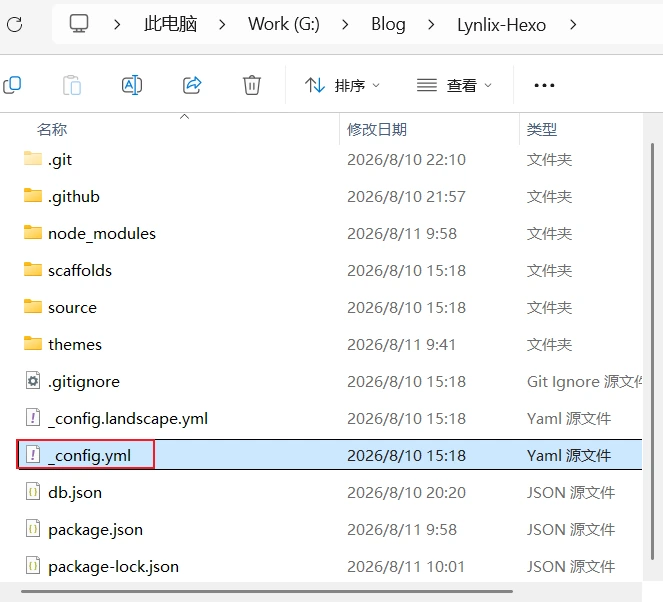 此电脑 Work (G:) Blog Lynlix-Hexo
排序 查看
名称 修改日期 类型
.git 2026/8/10 22:10 文件夹
.github 2026/8/10 21:57 文件夹
node_modules 2026/8/11 9:58 文件夹
scaffolds 2026/8/10 15:18 文件夹
source 2026/8/10 15:18 文件夹
themes 2026/8/11 9:41 文件夹
.gitignore 2026/8/10 15:18 Git Ignore 源文件
_config.landscape.yml 2026/8/10 15:18 Yaml 源文件
_config.yml 2026/8/10 15:18 Yaml 源文件
db.json 2026/8/10 20:20 JSON 源文件
package.json 2026/8/11 9:58 JSON 源文件
package-lock.json 2026/8/11 10:01 JSON 源文件